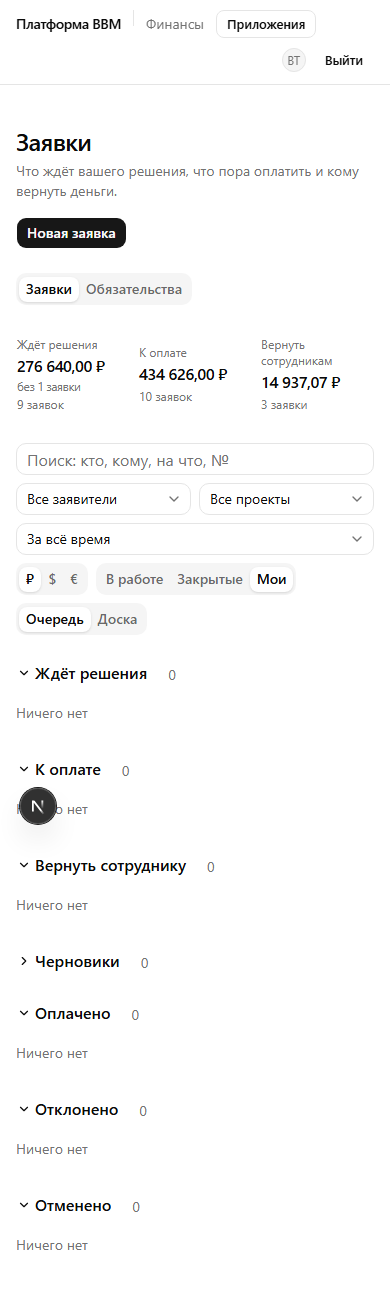 Платформа BBM
Финансы
Приложения
BT
Выйти
Заявки
Что ждёт вашего решения, что пора оплатить и кому
вернуть деньги.
Новая заявка
Заявки
Обязательства
Ждёт решения
276 640,00 ₽
без 1 заявки
9 заявок
К оплате
434 626,00 ₽
10 заявок
Вернуть
сотрудникам
14 937,07 ₽
3 заявки
Поиск: кто, кому, на что, №
Все заявители
Все проекты
За всё время
₽ $ €
В работе Закрытые Мои
Очередь Доска
Ждёт решения 0
Ничего нет
К оплате 0
нет
Вернуть сотруднику 0
Ничего нет
Черновики 0
Оплачено 0
Ничего нет
Отклонено 0
Ничего нет
Отменено 0
Ничего нет